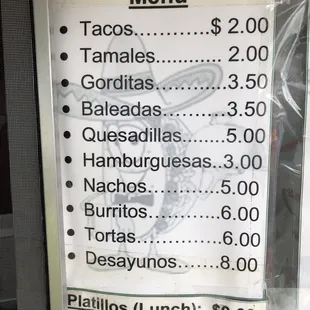 Menu
• Tacos............$ 2.00
• Tamales............ 2.00
• Gorditas............3.50
• Baleadas...........3.50
• Quesadillas.......5.00
• Hamburguesas..3.00
• Nachos............5.00
• Burritos............6.00
• Tortas..............6.00
• Desayunos.......8.00
Platillos (Lunch):